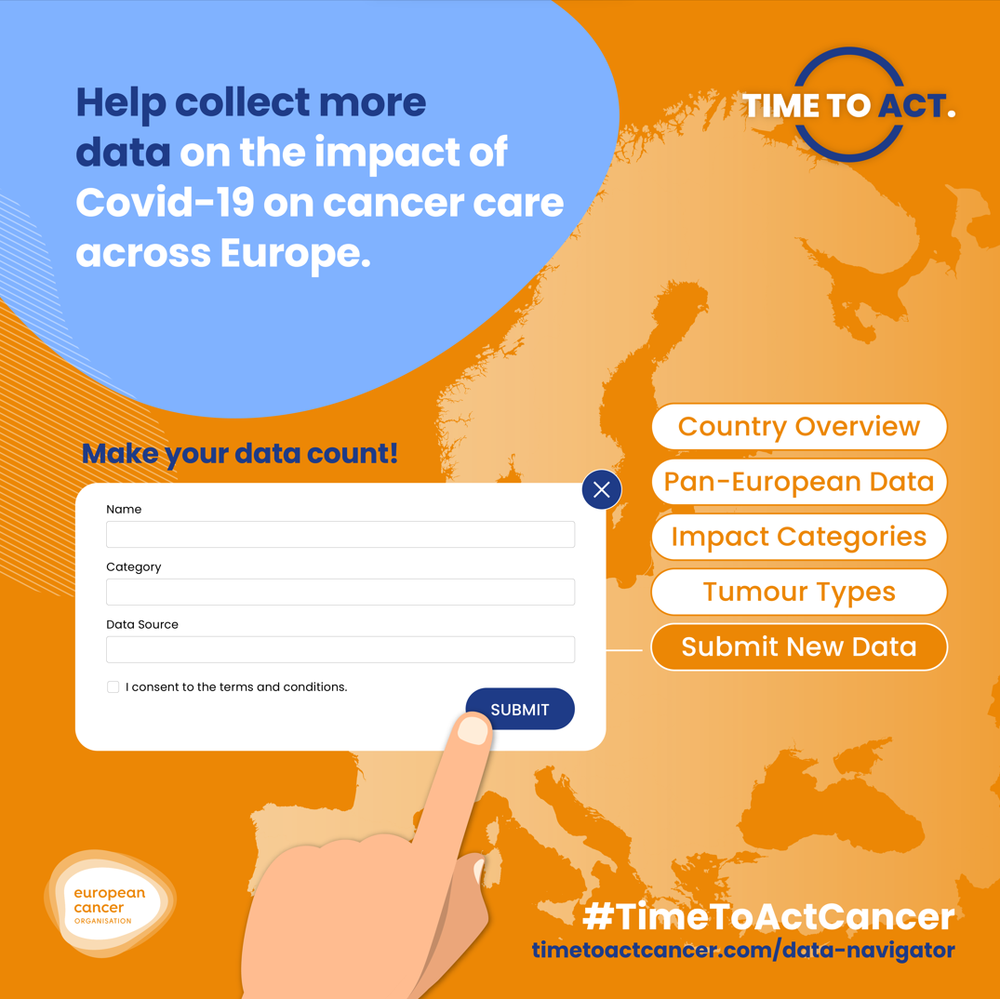 Help collect more
data on the impact of
Covid-19 on cancer care
across Europe.
TIME TO ACT.
Make your data count!
Name
Category
Data Source
I consent to the terms and conditions.
SUBMIT
Country Overview
Pan-European Data
Impact Categories
Tumour Types
Submit New Data
european
cancer
ORGANISATION
#TimeToActCancer
timetoactcancer.com/data-navigator